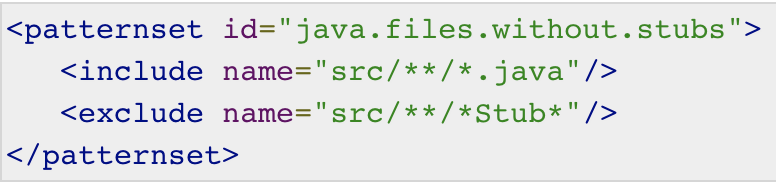 <patternset id="java.files.without.stubs">
   <include name="src/**/*.java"/>
   <exclude name="src/**/*Stub*"/>
</patternset>